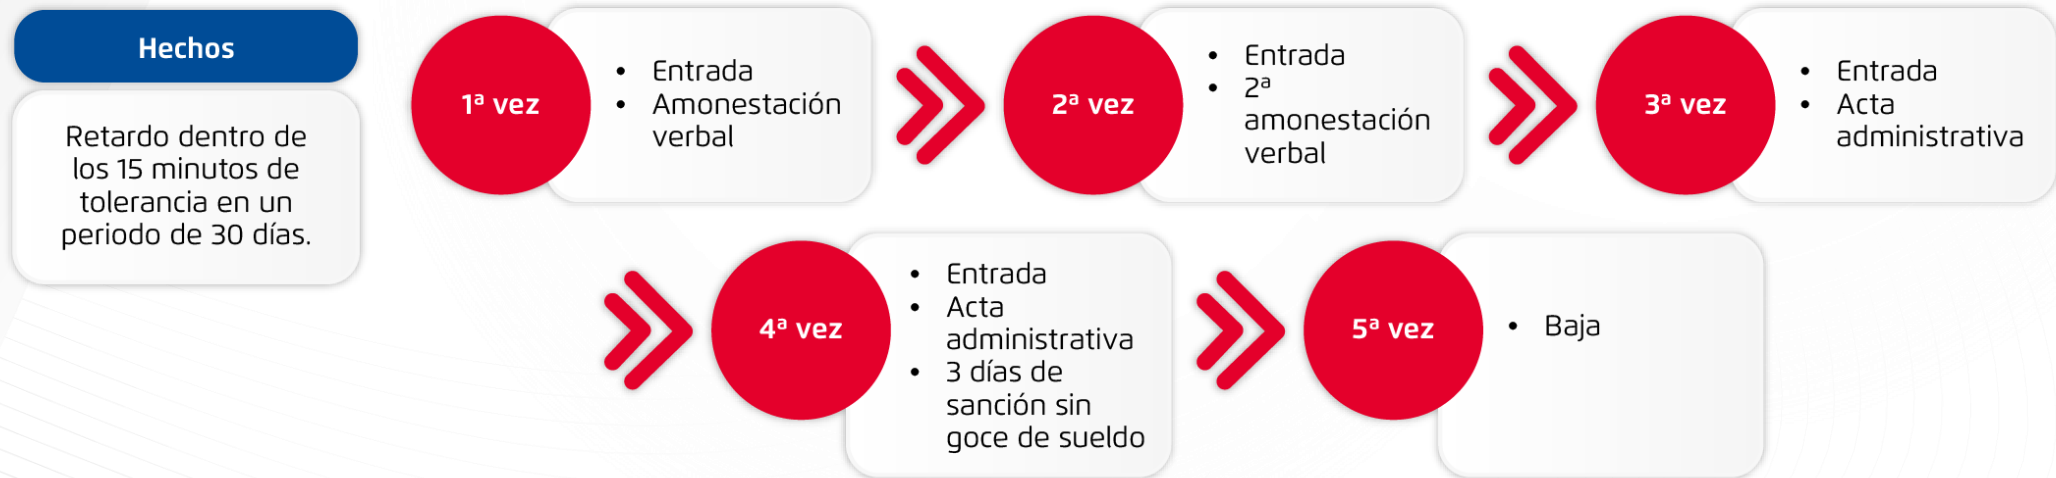 Hechos
Retardo dentro de
los 15 minutos de
tolerancia en un
periodo de 30 días.
1ª vez
• Entrada
• Amonestación
verbal
2ª vez
• Entrada
• 2ª
amonestación
verbal
3ª vez
• Entrada
• Acta
administrativa
4ª vez
• Entrada
• Acta
administrativa
• 3 días de
sanción sin
goce de sueldo
5ª vez
• Baja